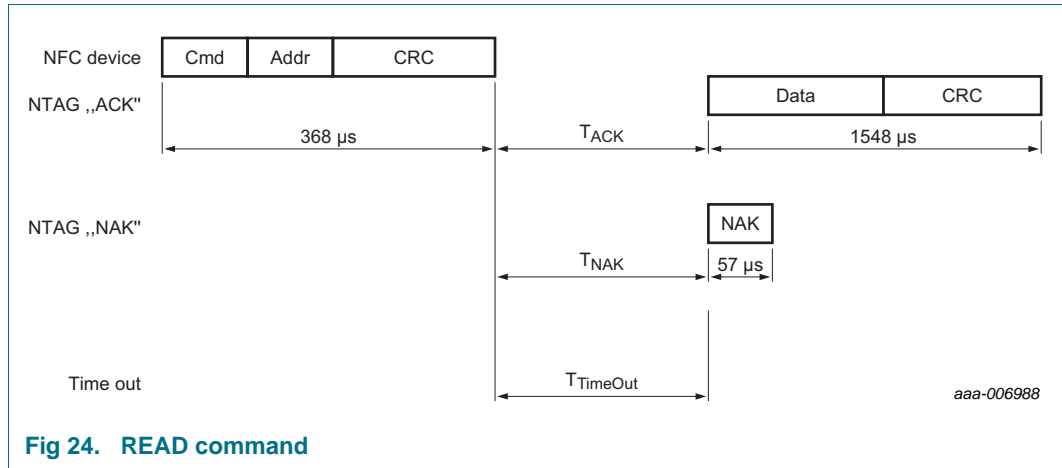 NFC device Cmd Addr CRC
NTAG ,,ACK" Data CRC
368 µs TACK 1548 µs
NTAG ,,NAK" NAK
TNAK 57 µs
Time out TTimeOut
aaa-006988
Fig 24. READ command